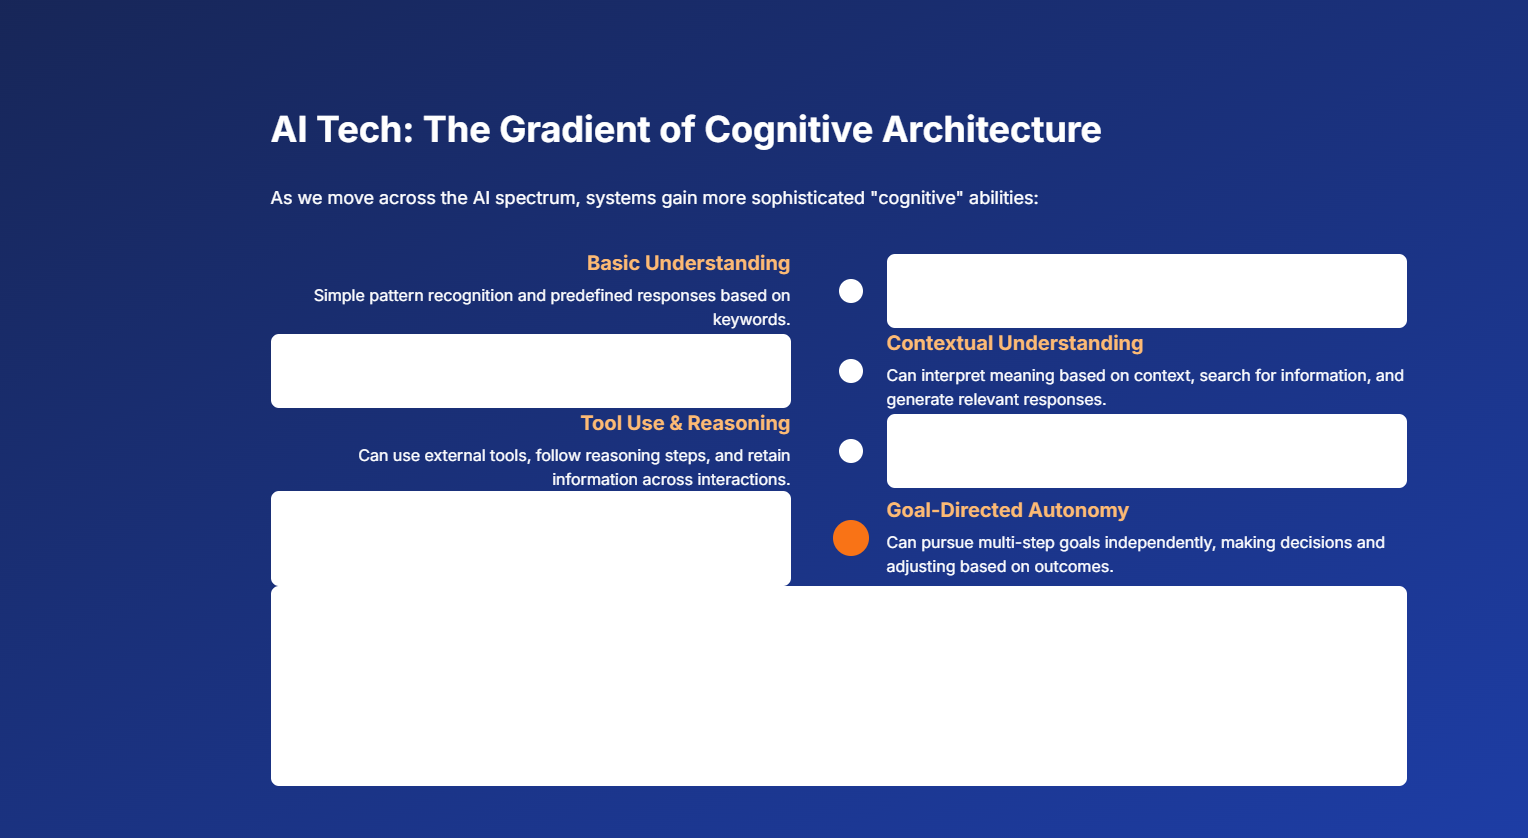 AI Tech: The Gradient of Cognitive Architecture
As we move across the AI spectrum, systems gain more sophisticated "cognitive" abilities:
Basic Understanding
Simple pattern recognition and predefined responses based on
keywords.
Contextual Understanding
Can interpret meaning based on context, search for information, and
generate relevant responses.
Tool Use & Reasoning
Can use external tools, follow reasoning steps, and retain
information across interactions.
Goal-Directed Autonomy
Can pursue multi-step goals independently, making decisions and
adjusting based on outcomes.